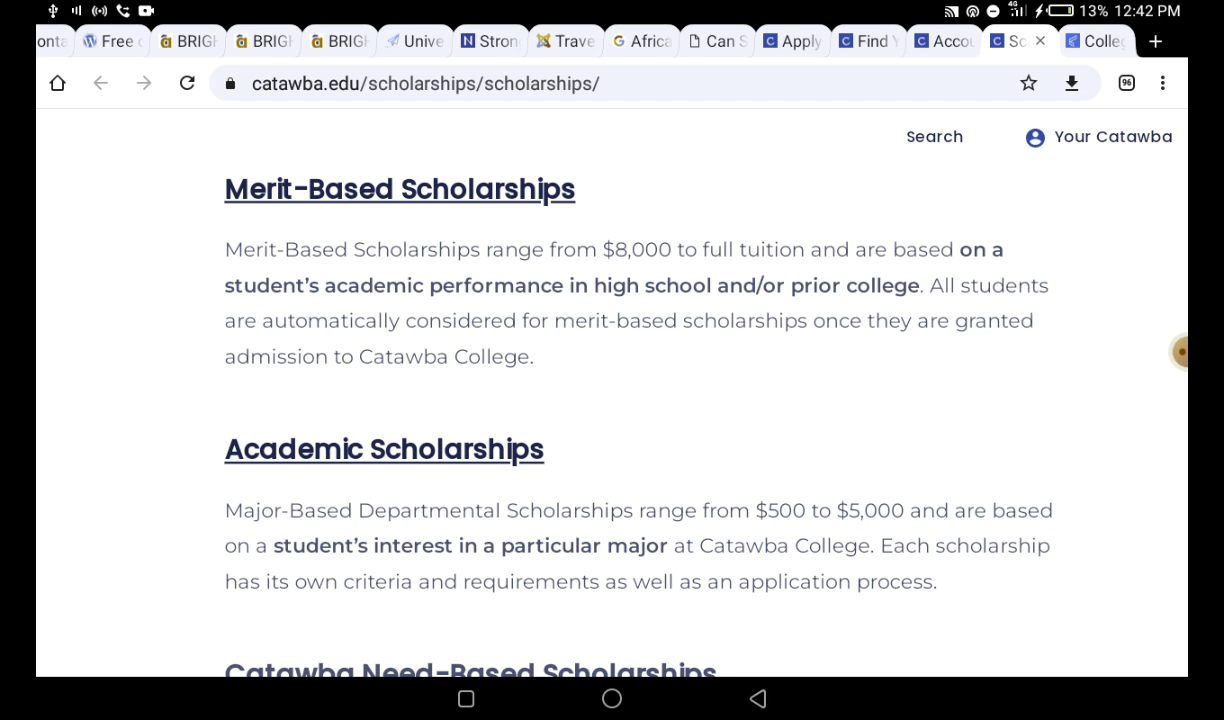 4G 13% 12:42 PM
onta Free BRIGH BRIGH BRIGH Unive Stron Trave Africa Can S Apply Find Y Accou Sc Colle
catawba.edu/scholarships/scholarships/ 96
Search Your Catawba
Merit-Based Scholarships
Merit-Based Scholarships range from $8,000 to full tuition and are based on a
student's academic performance in high school and/or prior college. All students
are automatically considered for merit-based scholarships once they are granted
admission to Catawba College.
Academic Scholarships
Major-Based Departmental Scholarships range from $500 to $5,000 and are based
on a student's interest in a particular major at Catawba College. Each scholarship
has its own criteria and requirements as well as an application process.
Catawba Need-Based Scholarships